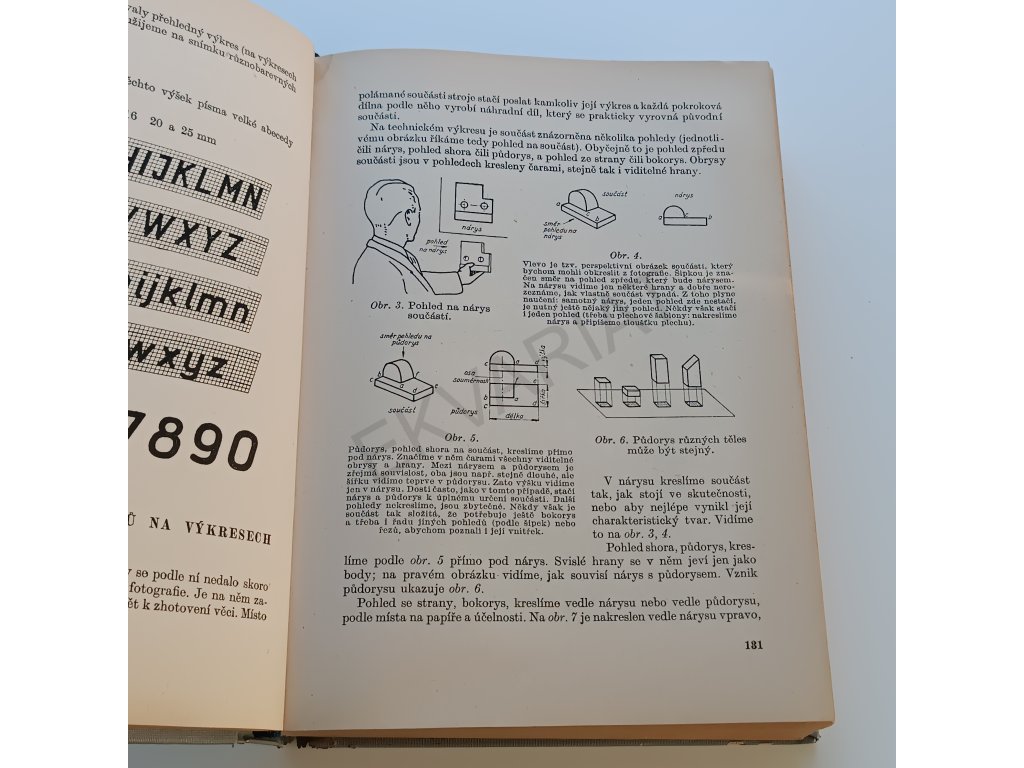 valy přehledný výkres (na výkresech
užijeme na snímku různobarevných
ěchto výšek písma velké abecedy
16 20 a 25 mm
HIJKLMN
VWXYZ
ijklmn
wxyz
7890
Ů NA VÝKRESECH
v se podle ní nedalo skoro
fotografie. Je na něm za-
ět k zhotovení věci. Místo
polámané součásti stroje stačí poslat kamkoliv její výkres a každá pokroková
dílna podle něho vyrobí náhradní díl, který se prakticky vyrovná původní
součásti.
Na technickém výkresu je součást znázorněna několika pohledy (jednotli-
vému obrázku říkáme tedy pohled na součást). Obyčejně to je pohled zpředu
čili nárys, pohled shora čili půdorys, a pohled ze strany čili bokorys. Obrysy
součásti jsou v pohledech kresleny čarami, stejně tak i viditelné hrany.
nárys
pohled
na nárys
Obr. 3. Pohled na nárys
součásti.
součást
nárys
směr
pohledu na
nárys
a
b
c
a
c
b
Obr. 4.
Vlevo je tzv. perspektivní obrázek součásti, který
bychom mohli obkreslit z fotografie. Šipkou je zna-
čen směr na pohled zpředu, který bude nárysem.
Na nárysu vidíme jen některé hrany a dobře nero-
zeznáme, jak vlastně součást vypadá. Z toho plyne
naučení: samotný nárys, jeden pohled zde nestačí,
je nutný ještě nějaký jiný pohled. Někdy však stačí
i jeden pohled (třeba u plechové šablony: nakreslíme
nárys a připíšeme tloušťku plechu).
směr pohledu na
půdorys
součást
osa
souměrnosti
půdorys
délka
výška
šířka
Obr. 5.
Půdorys, pohled shora na součást, kreslíme přímo
pod nárys. Značíme v něm čarami všechny viditelné
obrysy a hrany. Mezi nárysem a půdorysem je
zřejmá souvislost, oba jsou např. stejně dlouhé, ale
šířku vidíme teprve v půdorysu. Zato výšku vidíme
jen v nárysu. Dosti často, jako v tomto případě, stačí
nárys a půdorys k úplnému určení součásti. Další
pohledy nekreslíme, jsou zbytečné. Někdy však je
součást tak složitá, že potřebuje ještě bokorys
a třeba i řadu jiných pohledů (podle šipek) nebo
řezů, abychom poznali i její vnitřek.
Obr. 6. Půdorys různých těles
může být stejný.
V nárysu kreslíme součást
tak, jak stojí ve skutečnosti,
nebo aby nejlépe vynikl její
charakteristický tvar. Vidíme
to na obr. 3, 4.
Pohled shora, půdorys, kres-
líme podle obr. 5 přímo pod nárys. Svislé hrany se v něm jeví jen jako
body; na pravém obrázku vidíme, jak souvisí nárys s půdorysem. Vznik
půdorysu ukazuje obr. 6.
Pohled se strany, bokorys, kreslíme vedle nárysu nebo vedle půdorysu,
podle místa na papíře a účelnosti. Na obr. 7 je nakreslen vedle nárysu vpravo,
131
EKVARIA